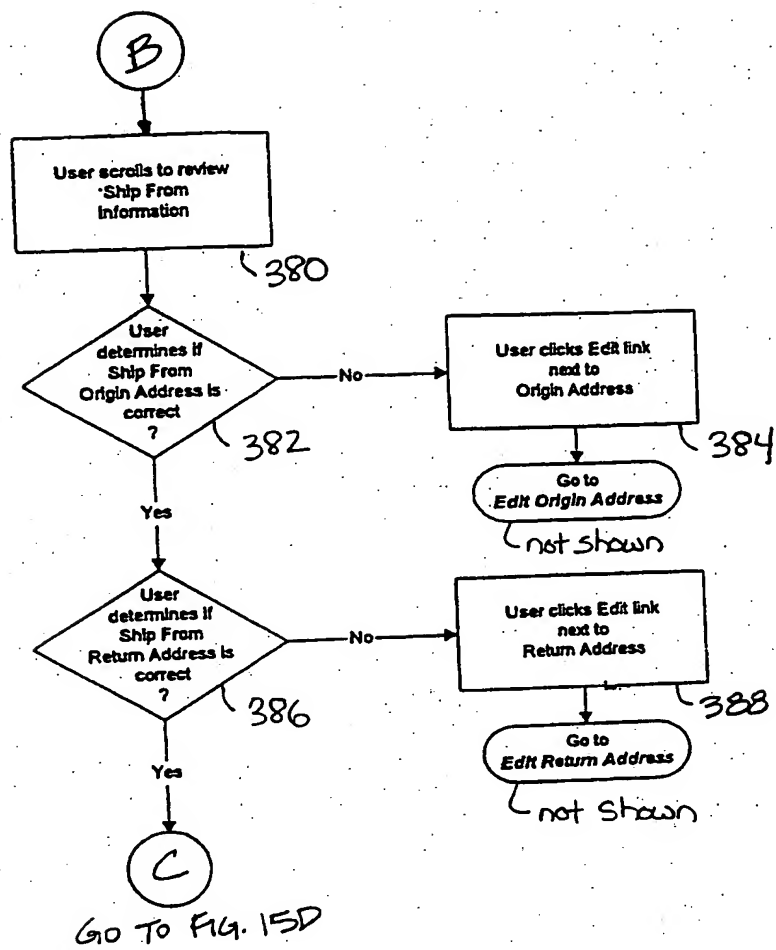 B
User scrolls to review
Ship From
Information
380
User
determines if
Ship From
Origin Address is
correct
?
382
No
User clicks Edit link
next to
Origin Address
384
Go to
Edit Origin Address
not shown
Yes
User
determines if
Ship From
Return Address is
correct
?
386
No
User clicks Edit link
next to
Return Address
388
Go to
Edit Return Address
not shown
Yes
C
GO TO FIG. 15D